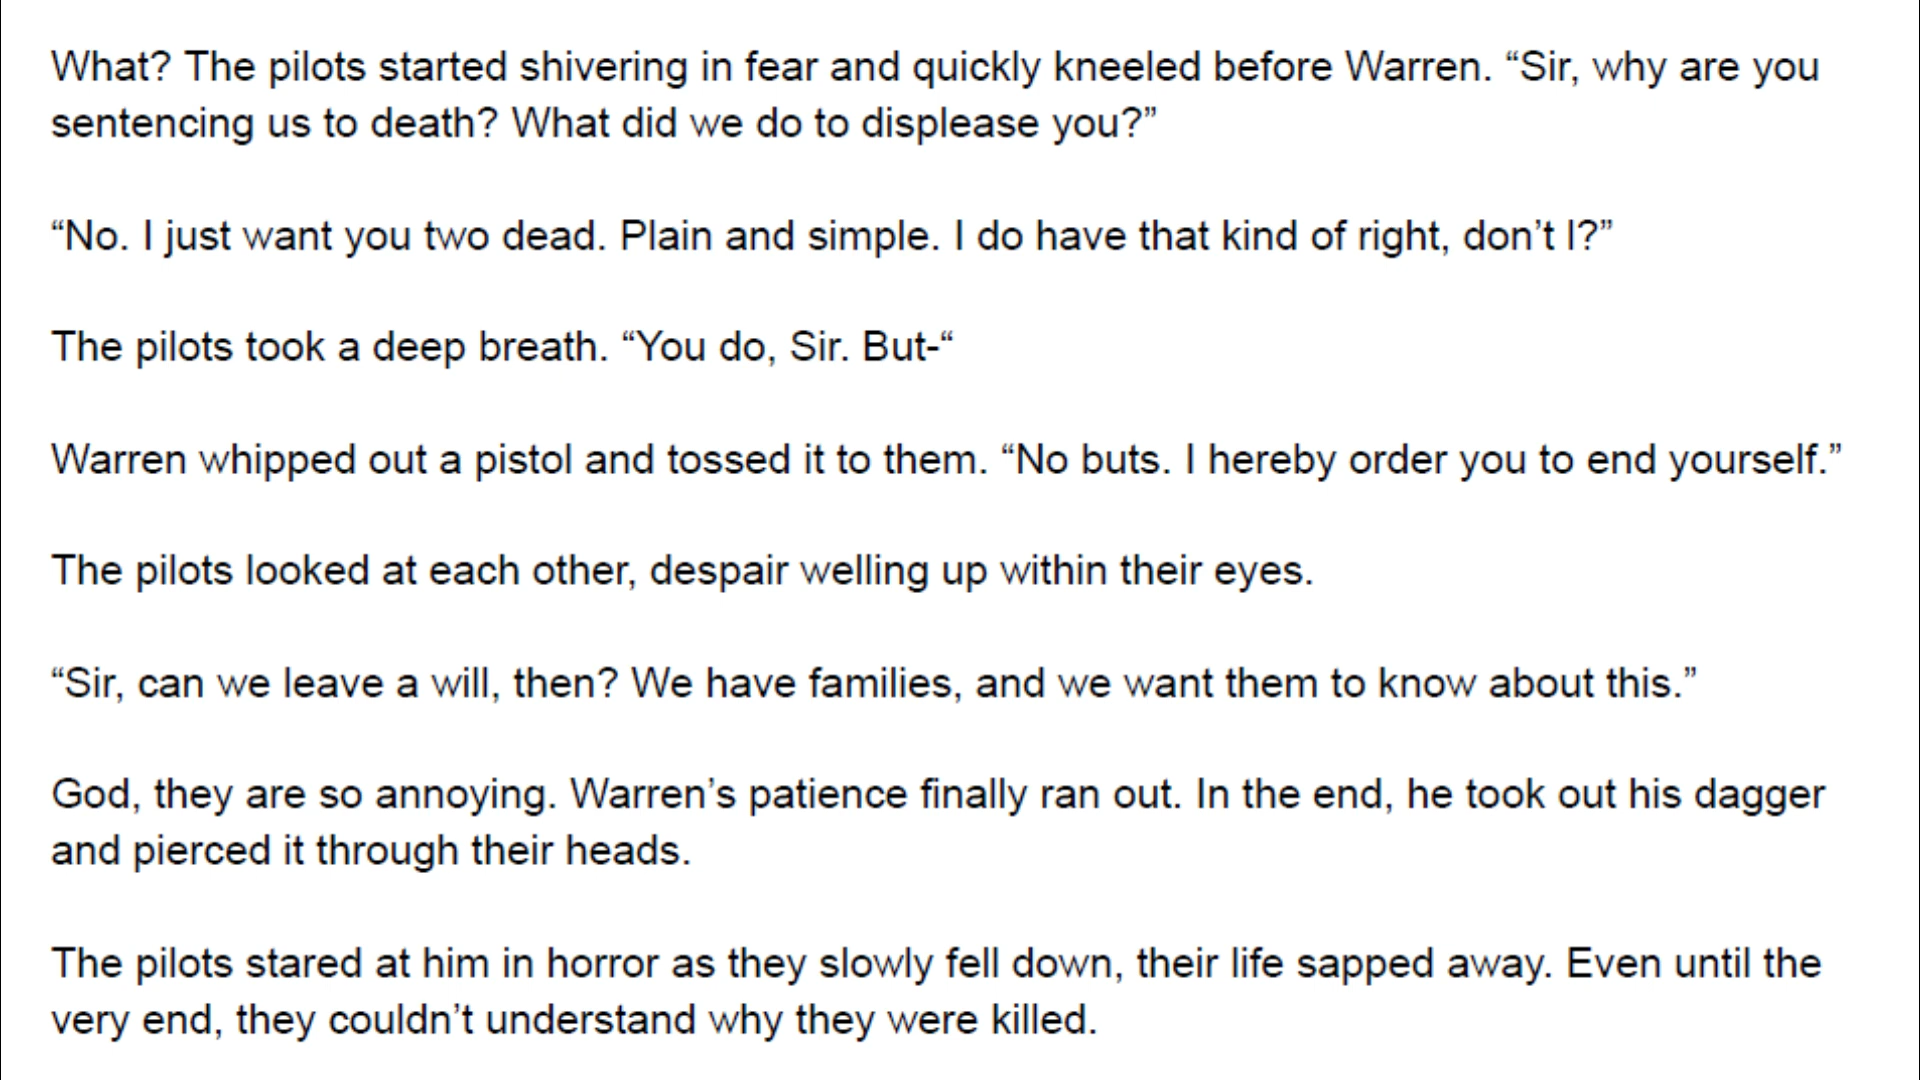 What? The pilots started shivering in fear and quickly kneeled before Warren. “Sir, why are you
sentencing us to death? What did we do to displease you?”
“No. I just want you two dead. Plain and simple. I do have that kind of right, don’t I?”
The pilots took a deep breath. “You do, Sir. But-“
Warren whipped out a pistol and tossed it to them. “No buts. I hereby order you to end yourself.”
The pilots looked at each other, despair welling up within their eyes.
“Sir, can we leave a will, then? We have families, and we want them to know about this.”
God, they are so annoying. Warren’s patience finally ran out. In the end, he took out his dagger
and pierced it through their heads.
The pilots stared at him in horror as they slowly fell down, their life sapped away. Even until the
very end, they couldn’t understand why they were killed.